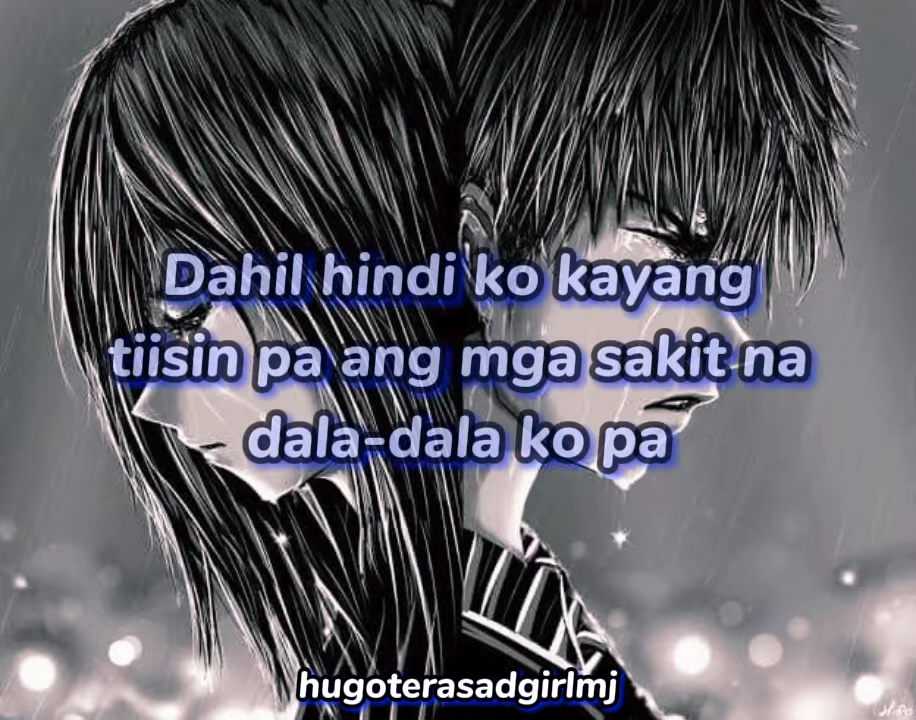 Dahil hindi ko kayang
tiisin pa ang mga sakit na
dala-dala ko pa
hugoterasadgirlmj